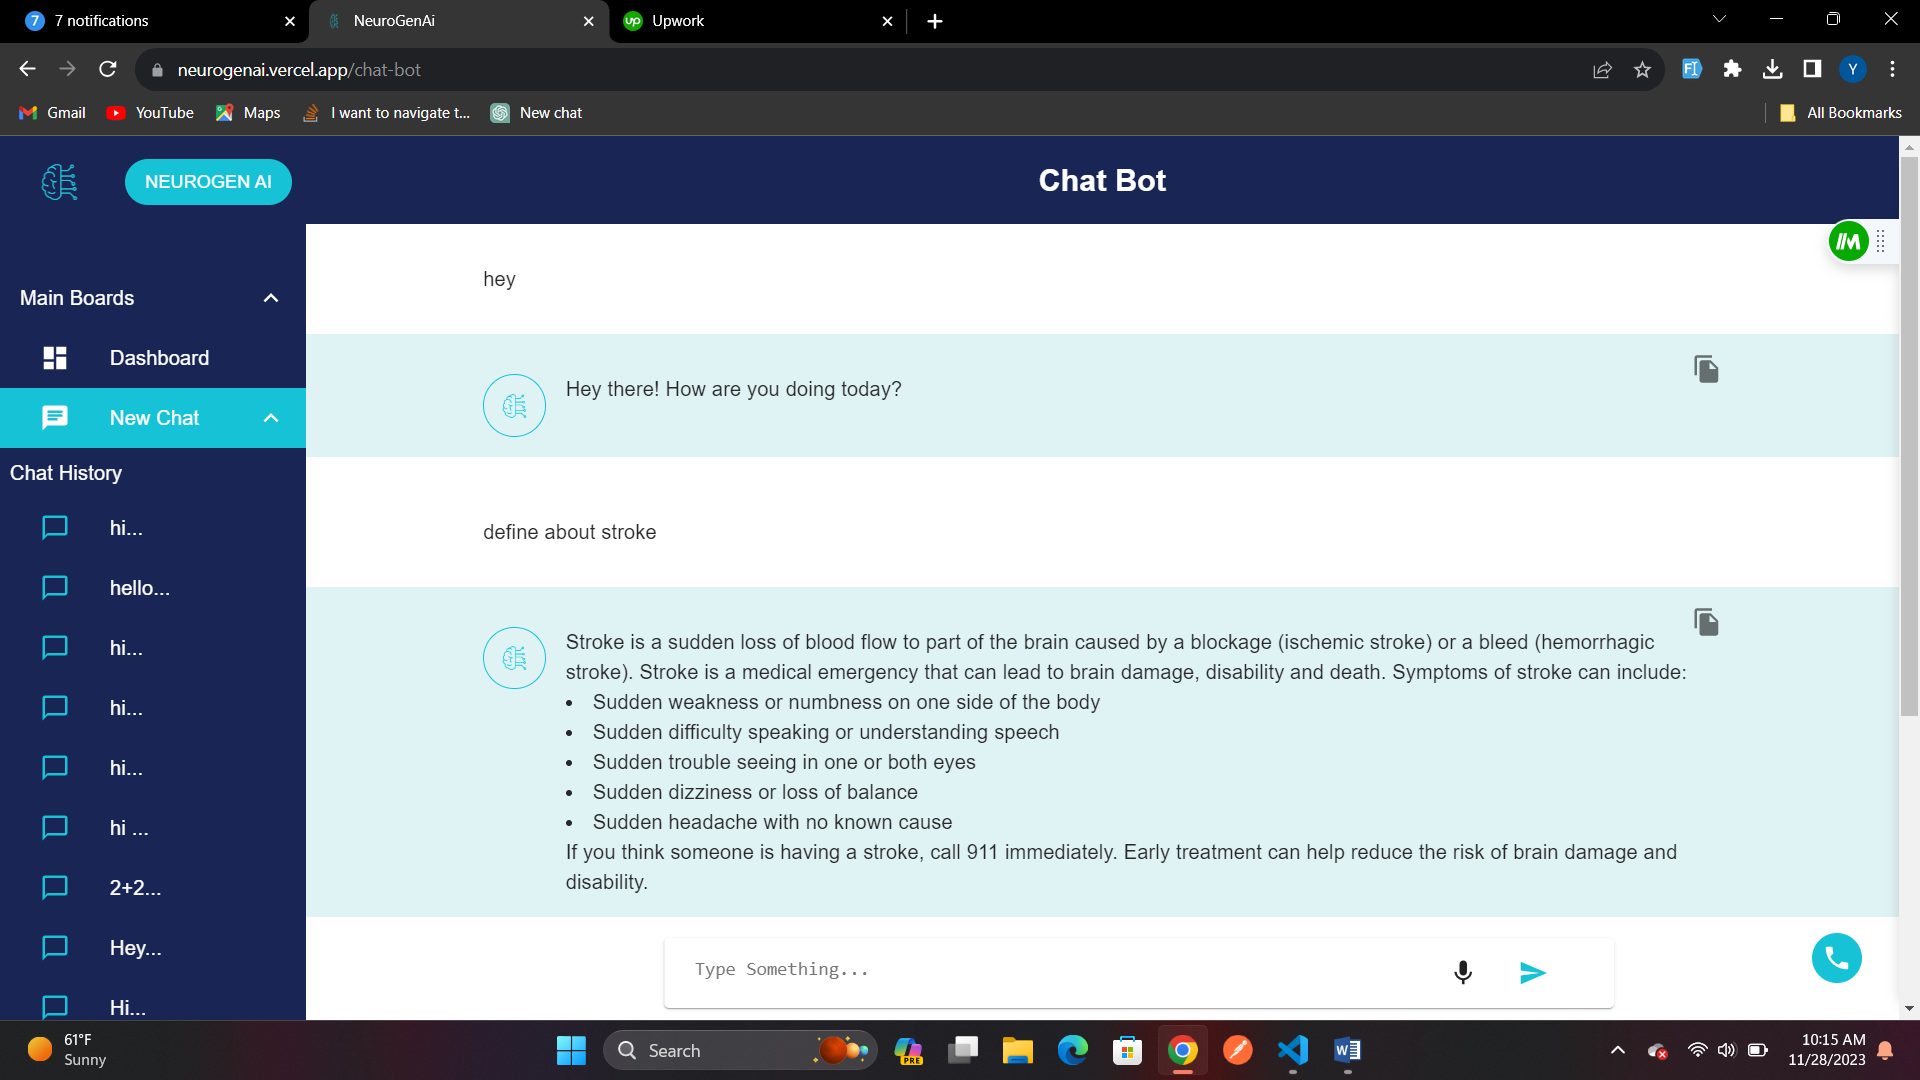 7 notifications
NeuroGenAi
Upwork
neurogenai.vercel.app/chat-bot
Gmail
YouTube
Maps
I want to navigate t...
New chat
All Bookmarks
NEUROGEN AI
Chat Bot
Main Boards
Dashboard
New Chat
Chat History
hi...
hello...
hi...
hi...
hi...
hi ...
2+2...
Hey...
Hi...
hey
Hey there! How are you doing today?
define about stroke
Stroke is a sudden loss of blood flow to part of the brain caused by a blockage (ischemic stroke) or a bleed (hemorrhagic
stroke). Stroke is a medical emergency that can lead to brain damage, disability and death. Symptoms of stroke can include:
• Sudden weakness or numbness on one side of the body
• Sudden difficulty speaking or understanding speech
• Sudden trouble seeing in one or both eyes
• Sudden dizziness or loss of balance
• Sudden headache with no known cause
If you think someone is having a stroke, call 911 immediately. Early treatment can help reduce the risk of brain damage and
disability.
Type Something...
61°F
Sunny
Search
PRE
10:15 AM
11/28/2023